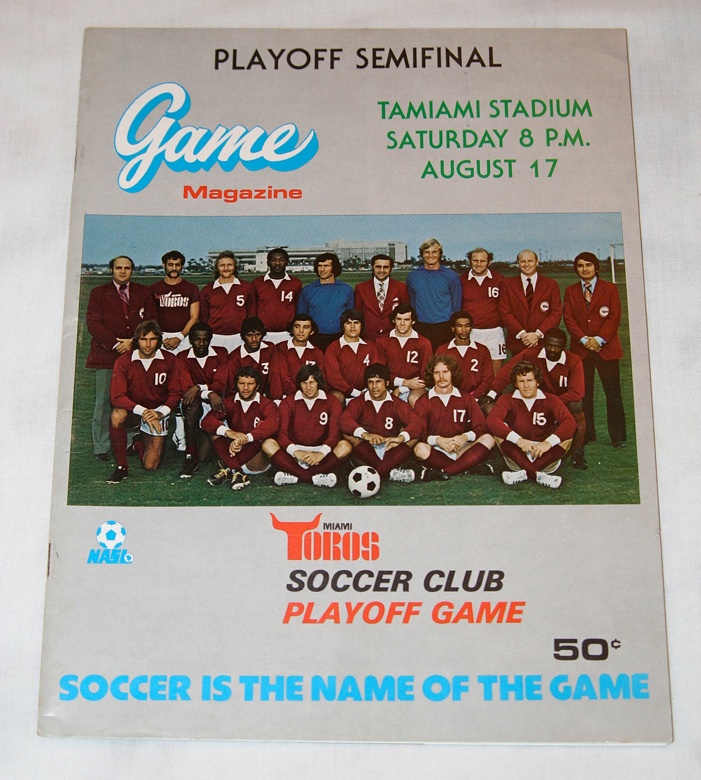 PLAYOFF SEMIFINAL
Game
Magazine
TAMIAMI STADIUM
SATURDAY 8 P.M.
AUGUST 17
TOROS
5
14
16
16
10
3
4
12
2
11
6
9
8
17
15
NASL
MIAMI
TOROS
SOCCER CLUB
PLAYOFF GAME
50¢
SOCCER IS THE NAME OF THE GAME